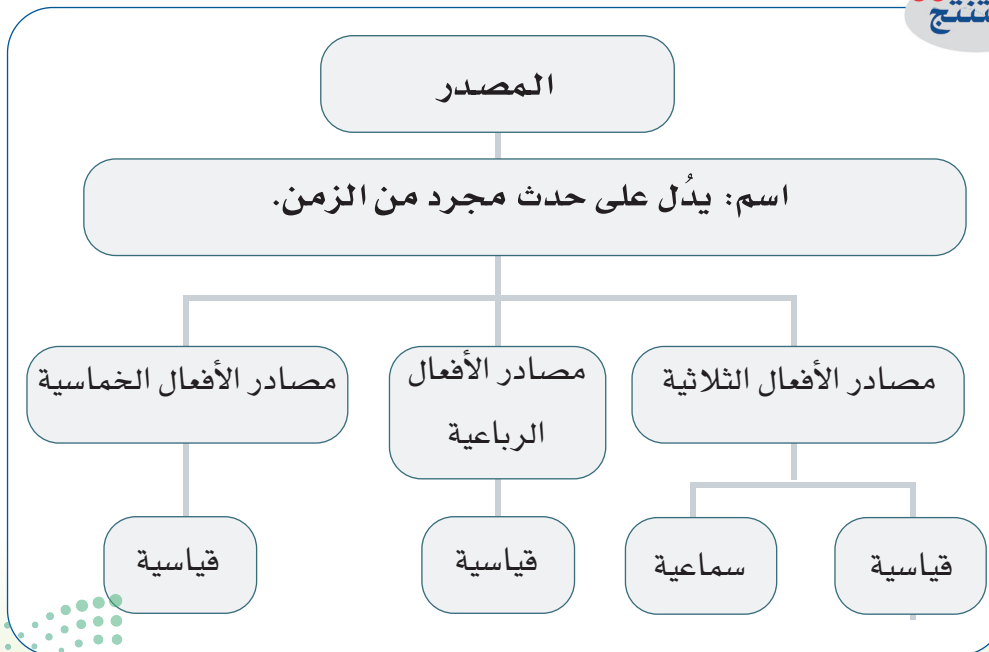 المصدر
اسم: يدُل على حدث مجرد من الزمن.
مصادر الأفعال الثلاثية
مصادر الأفعال
الرباعية
مصادر الأفعال الخماسية
قياسية
سماعية
قياسية
قياسية